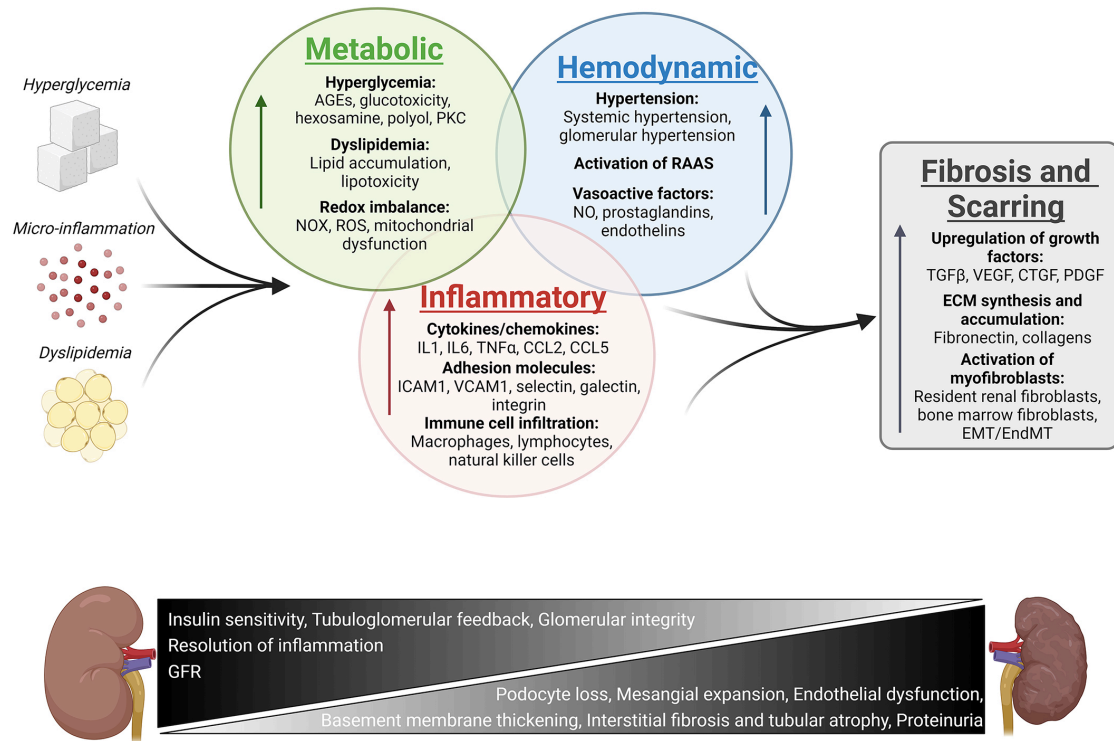 Hyperglycemia
Micro-inflammation
Dyslipidemia
Metabolic
Hyperglycemia:
AGEs, glucotoxicity,
hexosamine, polyol, PKC
Dyslipidemia:
Lipid accumulation,
lipotoxicity
Redox imbalance:
NOX, ROS, mitochondrial
dysfunction
Hemodynamic
Hypertension:
Systemic hypertension,
glomerular hypertension
Activation of RAAS
Vasoactive factors:
NO, prostaglandins,
endothelins
Inflammatory
Cytokines/chemokines:
IL1, IL6, TNFα, CCL2, CCL5
Adhesion molecules:
ICAM1, VCAM1, selectin, galectin,
integrin
Immune cell infiltration:
Macrophages, lymphocytes,
natural killer cells
Fibrosis and
Scarring
Upregulation of growth
factors:
TGFβ, VEGF, CTGF, PDGF
ECM synthesis and
accumulation:
Fibronectin, collagens
Activation of
myofibroblasts:
Resident renal fibroblasts,
bone marrow fibroblasts,
EMT/EndMT
Insulin sensitivity, Tubuloglomerular feedback, Glomerular integrity
Resolution of inflammation
GFR
Podocyte loss, Mesangial expansion, Endothelial dysfunction,
Basement membrane thickening, Interstitial fibrosis and tubular atrophy, Proteinuria